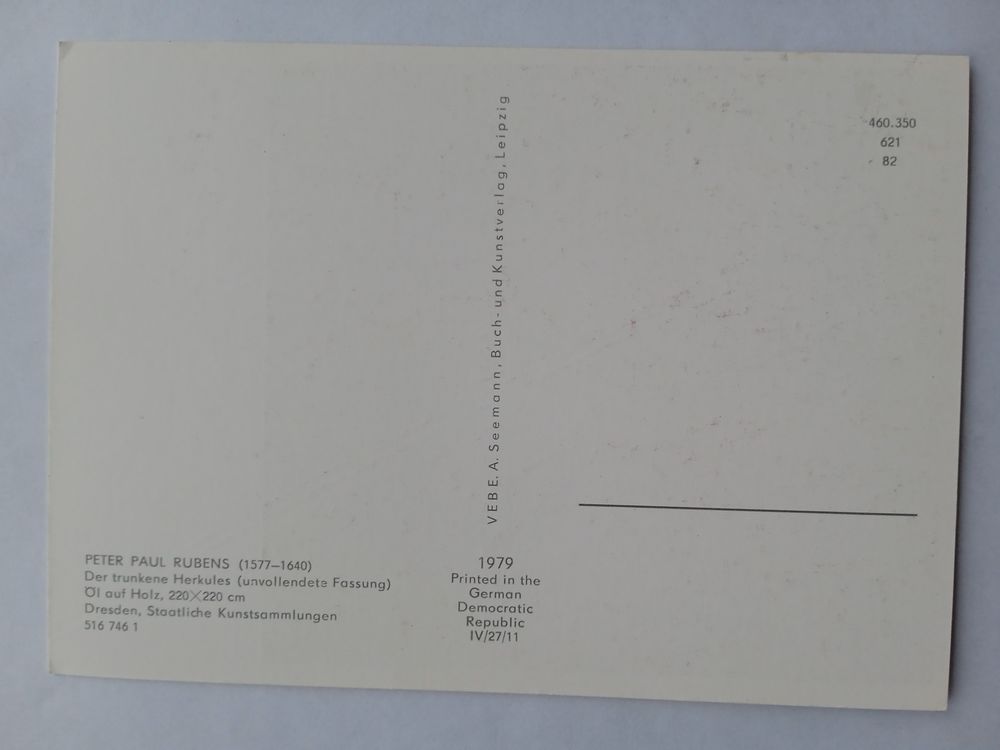 460.350
621
82
VEB E. A. Seemann, Buch- und Kunstverlag, Leipzig
PETER PAUL RUBENS (1577–1640)
Der trunkene Herkules (unvollendete Fassung)
Öl auf Holz, 220×220 cm
Dresden, Staatliche Kunstsammlungen
516 746 1
1979
Printed in the
German
Democratic
Republic
IV/27/11